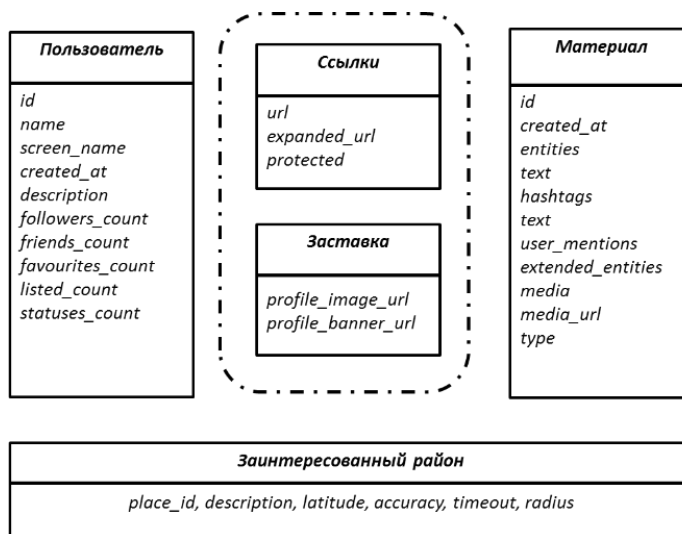 Пользователь
id
name
screen_name
created_at
description
followers_count
friends_count
favourites_count
listed_count
statuses_count
Ссылки
url
expanded_url
protected
Заставка
profile_image_url
profile_banner_url
Материал
id
created_at
entities
text
hashtags
text
user_mentions
extended_entities
media
media_url
type
Заинтересованный район
place_id, description, latitude, accuracy, timeout, radius